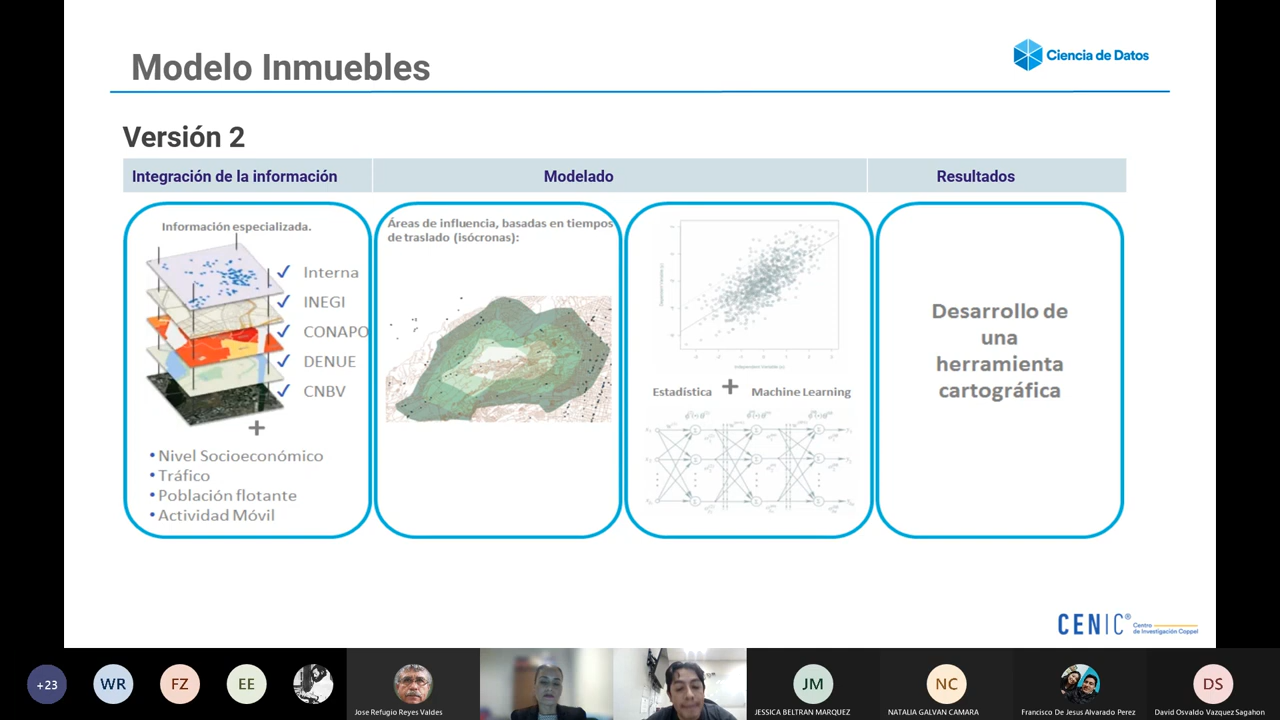 Modelo Inmuebles
Ciencia de Datos
Versión 2
Integración de la información
Modelado
Resultados
Información especializada.
✓ Interna
✓ INEGI
✓ CONAPO
✓ DENUE
✓ CNBV
+
• Nivel Socioeconómico
• Tráfico
• Población flotante
• Actividad Móvil
Áreas de influencia, basadas en tiempos
de traslado (isócronas):
Estadística + Machine Learning
Desarrollo de
una
herramienta
cartográfica
CENIC®
Centro
de Investigación Coppel
+23
WR
FZ
EE
Jose Refugio Reyes Valdes
JM
JESSICA BELTRAN MARQUEZ
NC
NATALIA GALVAN CAMARA
Francisco De Jesus Alvarado Perez
DS
David Osvaldo Vazquez Sagahon